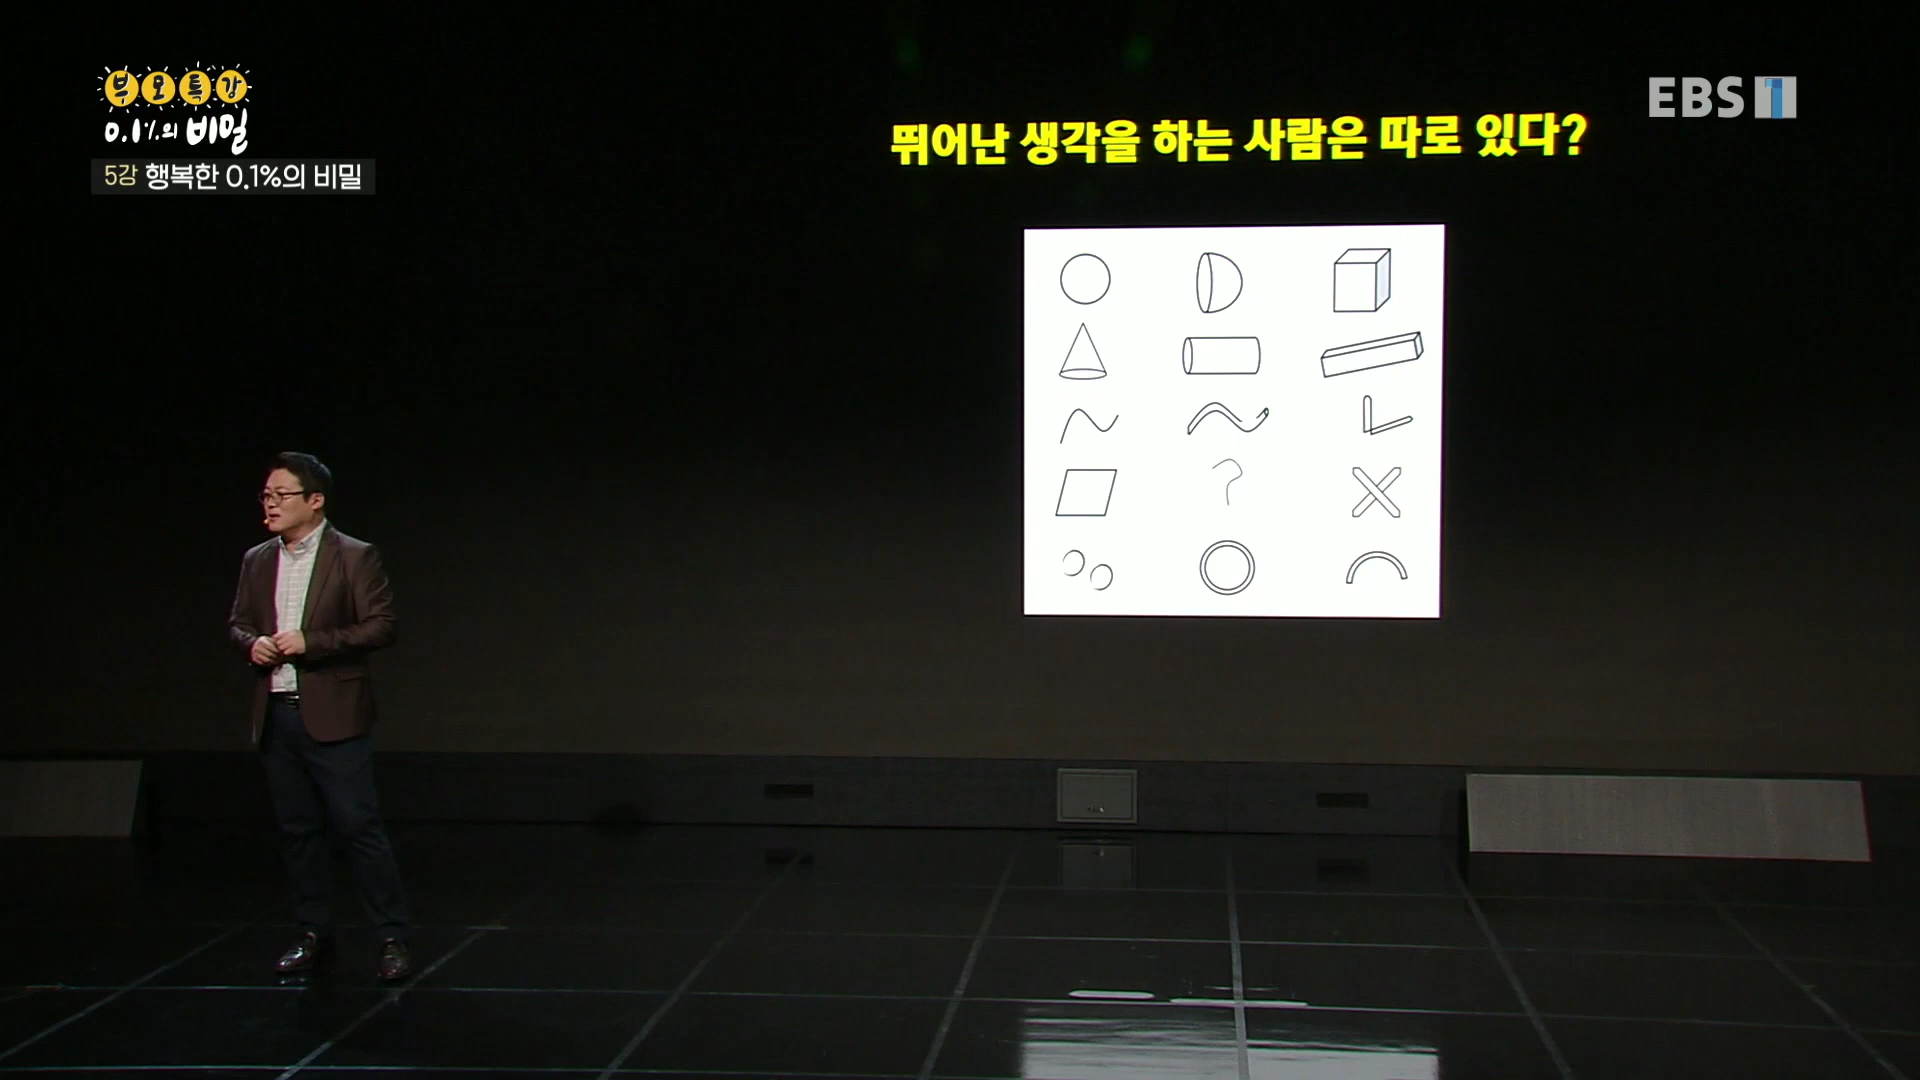 부모특강
0.1%의 비밀
5강 행복한 0.1%의 비밀
뛰어난 생각을 하는 사람은 따로 있다?
EBS 1